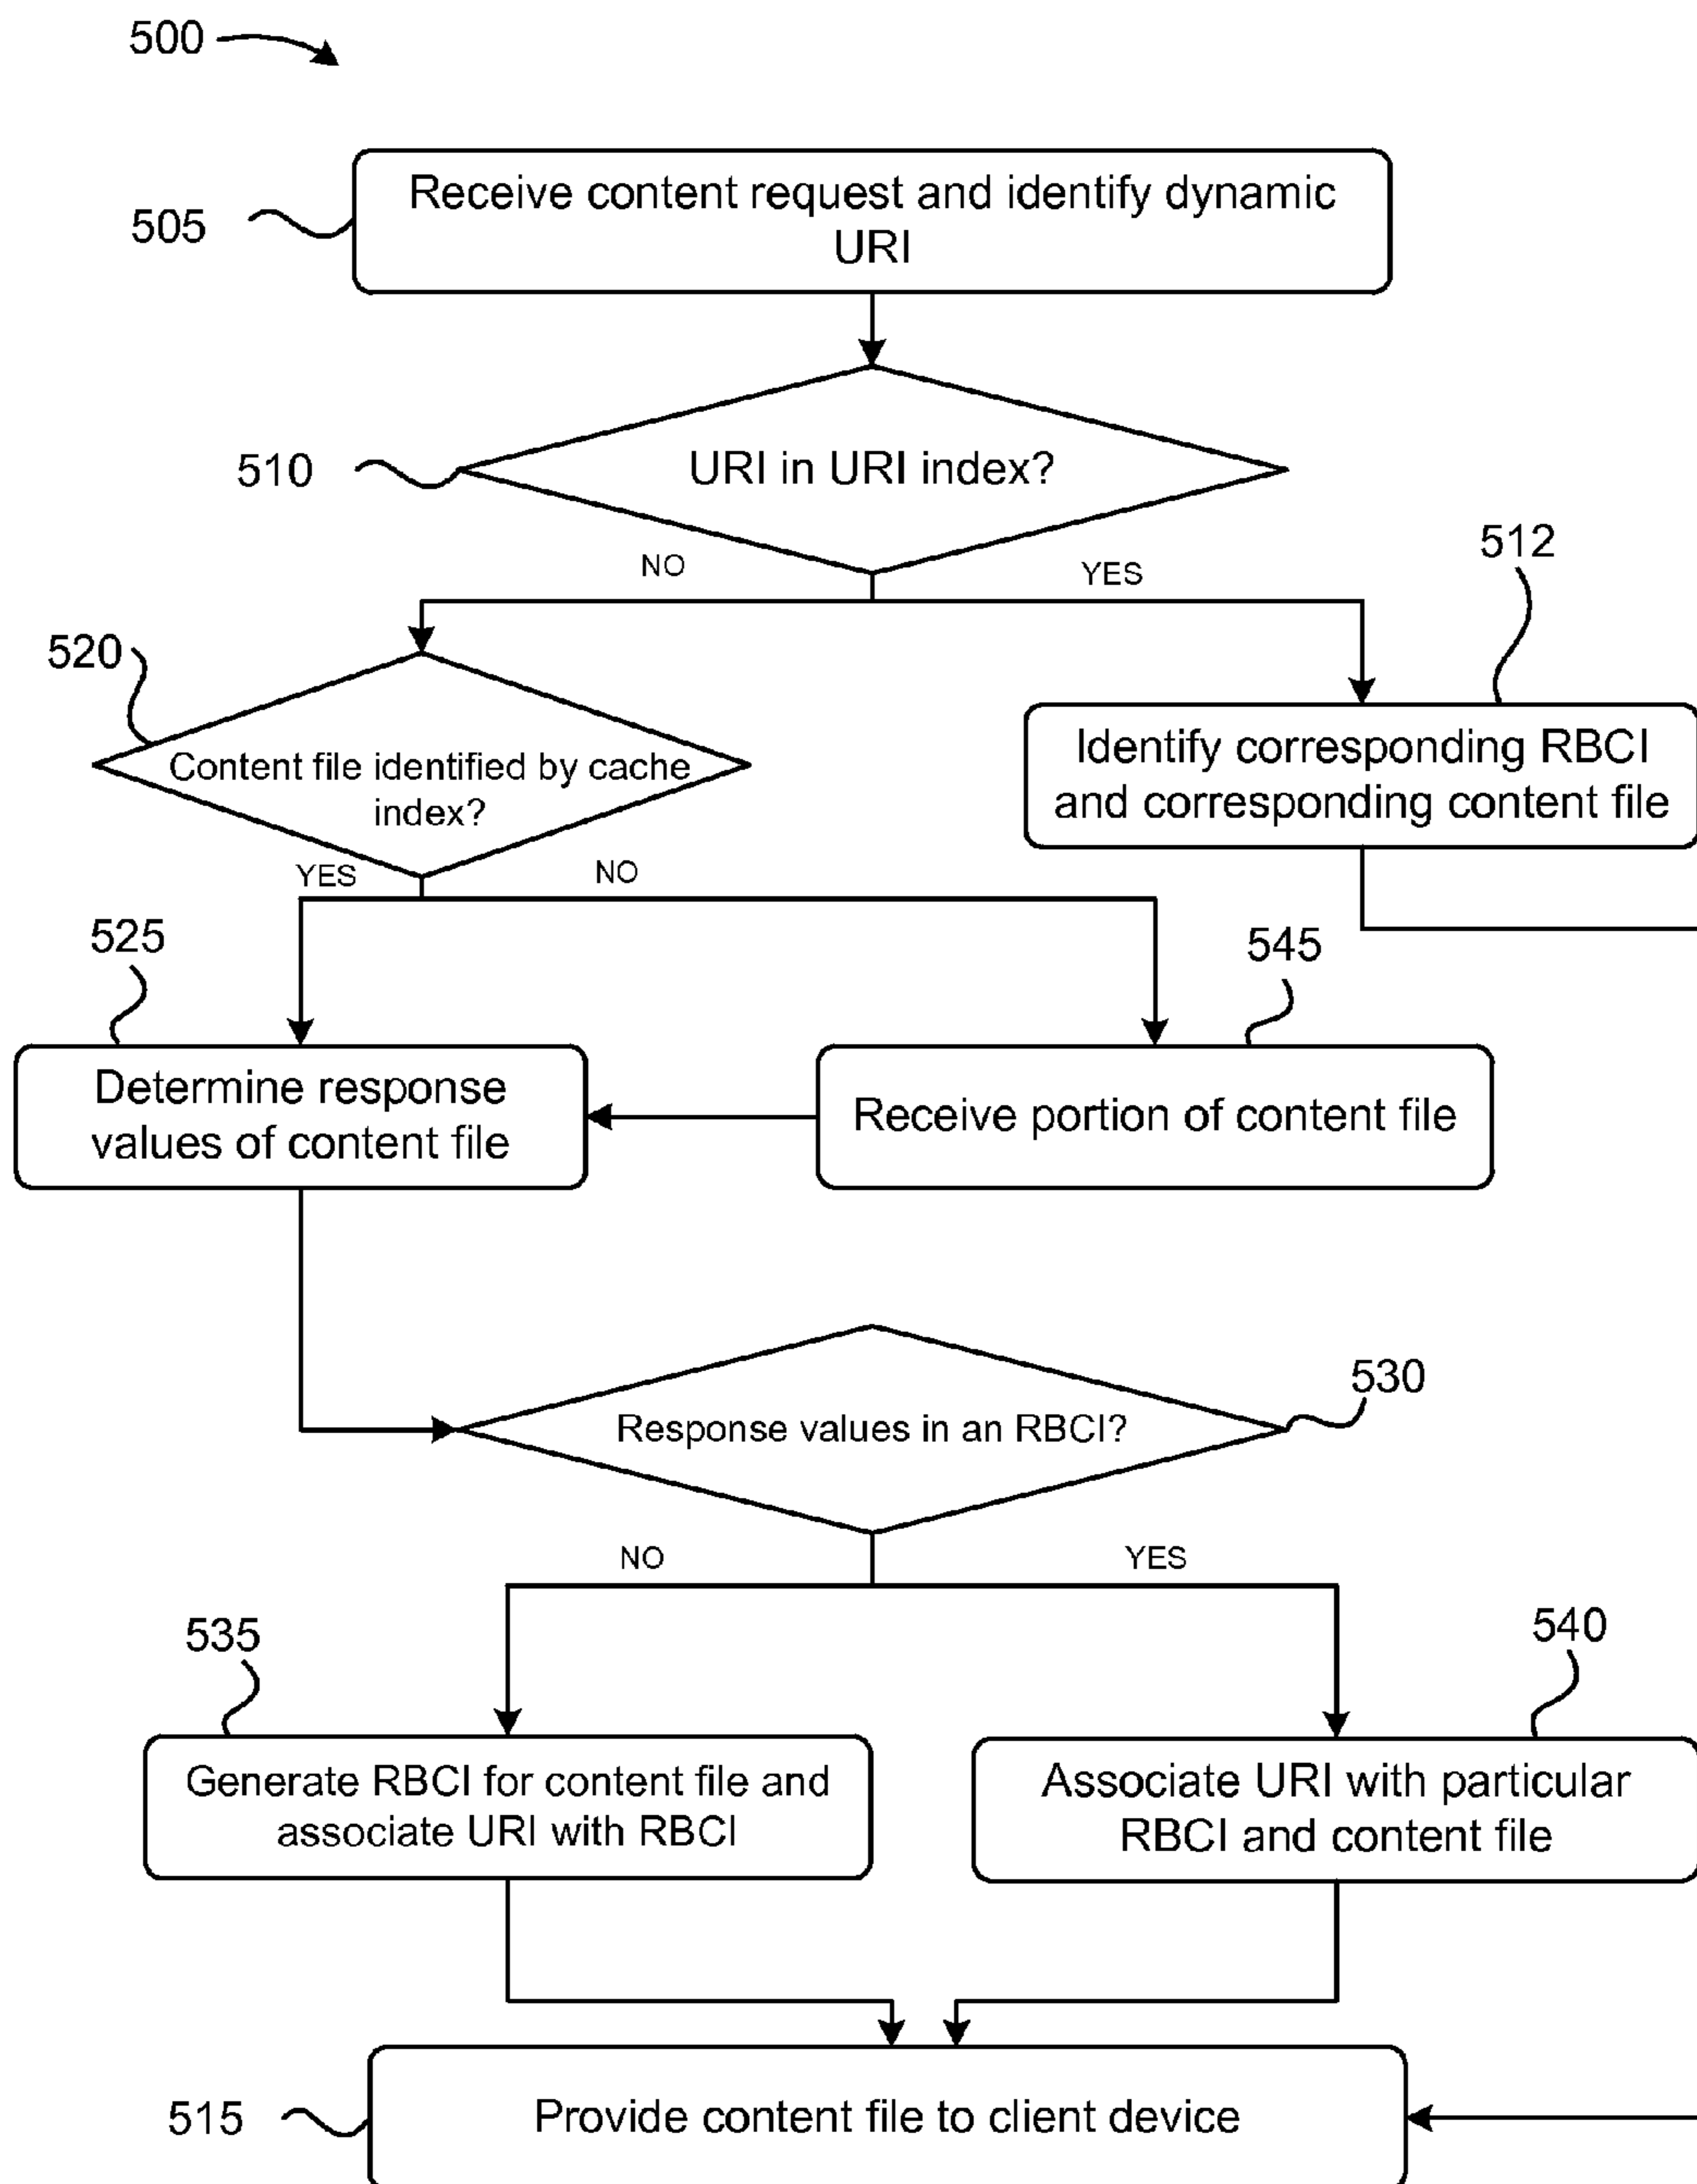 500
505
Receive content request and identify dynamic
URI
510
URI in URI index?
NO
YES
512
520
Content file identified by cache
index?
Identify corresponding RBCI
and corresponding content file
YES
NO
525
545
Determine response
values of content file
Receive portion of content file
530
Response values in an RBCI?
NO
YES
535
540
Generate RBCI for content file and
associate URI with RBCI
Associate URI with particular
RBCI and content file
515
Provide content file to client device